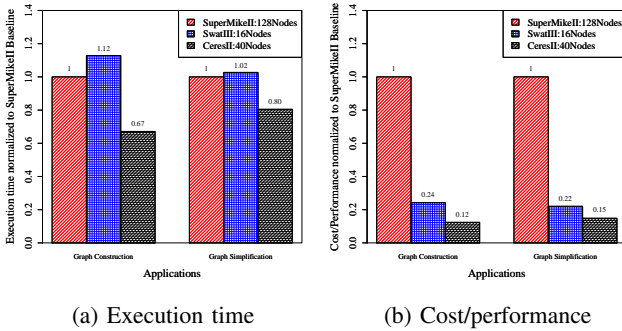 Execution time normalized to SuperMikeII Baseline
0.0
0.2
0.4
0.6
0.8
1.0
1.2
1.4
SuperMikeII:128Nodes
SwatIII:16Nodes
CeresII:40Nodes
1
1.12
0.67
1
1.02
0.80
Graph Construction
Graph Simplification
Applications
(a) Execution time
Cost/Performance normalized to SuperMikeII Baseline
0.0
0.2
0.4
0.6
0.8
1.0
1.2
1.4
SuperMikeII:128Nodes
SwatIII:16Nodes
CeresII:40Nodes
1
0.24
0.12
1
0.22
0.15
Graph Construction
Graph Simplification
Applications
(b) Cost/performance